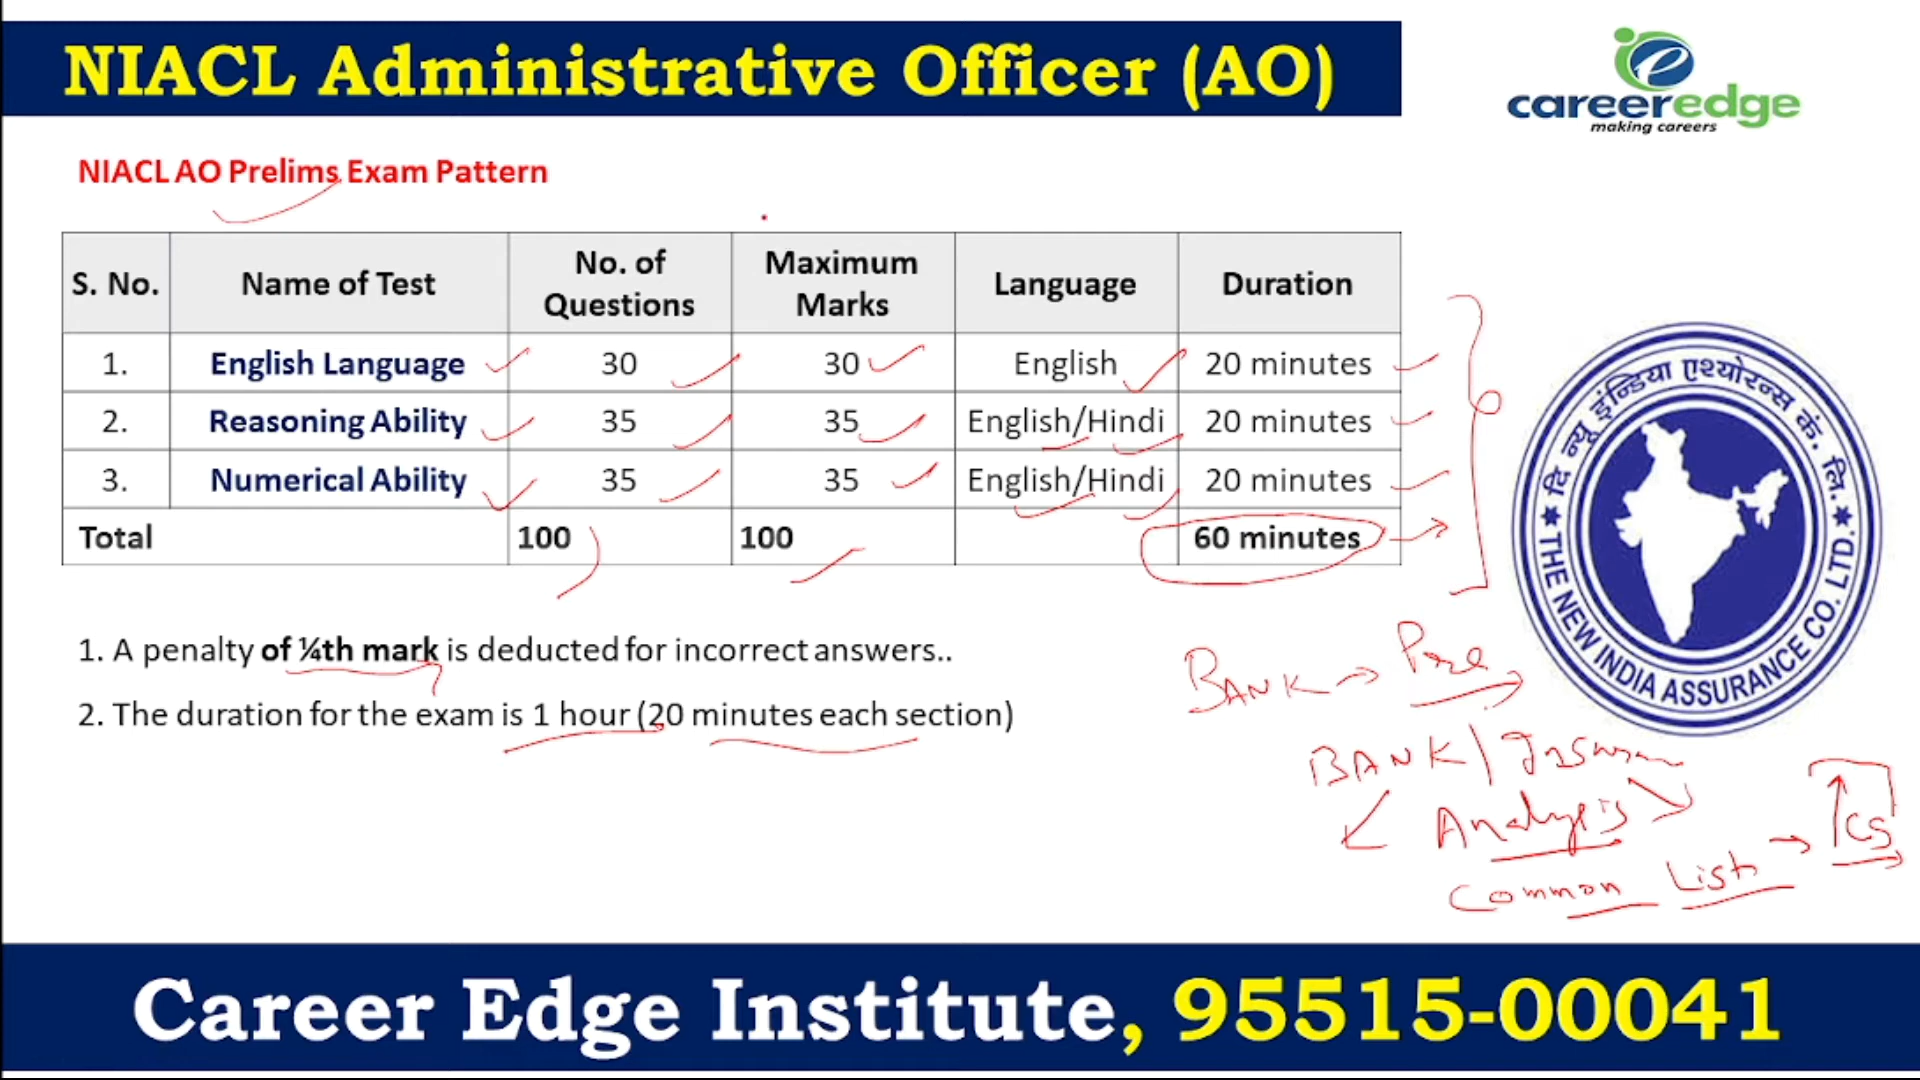 NIACL Administrative Officer (AO)
careeredge
making careers
NIACL AO Prelims Exam Pattern
S. No. Name of Test No. of Questions Maximum Marks Language Duration
1. English Language 30 30 English 20 minutes
2. Reasoning Ability 35 35 English/Hindi 20 minutes
3. Numerical Ability 35 35 English/Hindi 20 minutes
Total 100 100 60 minutes
दि न्यू इंन्डिया एश्योरन्स कं. लि.
THE NEW INDIA ASSURANCE CO. LTD.
1. A penalty of ¼th mark is deducted for incorrect answers..
2. The duration for the exam is 1 hour (20 minutes each section)
BANK → Pre
BANK /
Analysis
Common List →
Career Edge Institute, 95515-00041